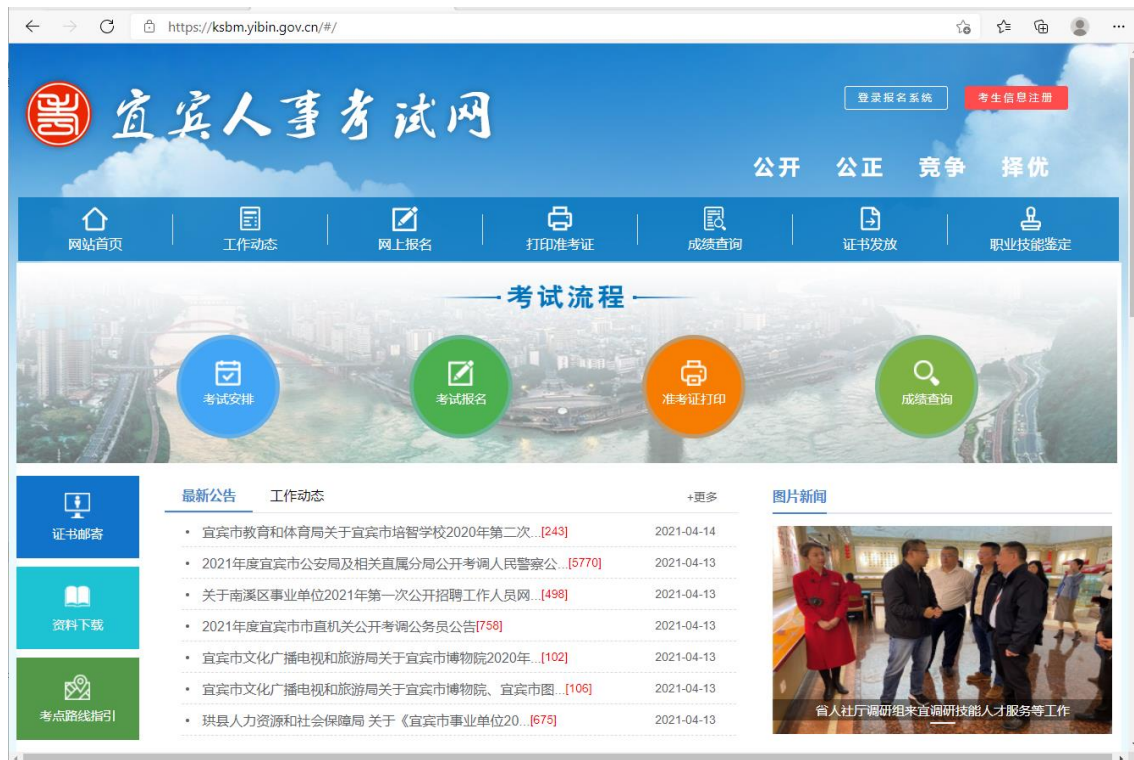 https://ksbm.yibin.gov.cn/#/
宜宾人事考试网
登录报名系统 考生信息注册
公开 公正 竞争 择优
网站首页 工作动态 网上报名 打印准考证 成绩查询 证书发放 职业技能鉴定
考试流程
考试安排 考试报名 准考证打印 成绩查询
证书邮寄
资料下载
考点路线指引
最新公告 工作动态 +更多
• 宜宾市教育和体育局关于宜宾市培智学校2020年第二次...[243] 2021-04-14
• 2021年度宜宾市公安局及相关直属分局公开考调人民警察公...[5770] 2021-04-13
• 关于南溪区事业单位2021年第一次公开招聘工作人员网...[498] 2021-04-13
• 2021年度宜宾市市直机关公开考调公务员公告[758] 2021-04-13
• 宜宾市文化广播电视和旅游局关于宜宾市博物院2020年...[102] 2021-04-13
• 宜宾市文化广播电视和旅游局关于宜宾市博物院、宜宾市图...[106] 2021-04-13
• 珙县人力资源和社会保障局 关于《宜宾市事业单位20...[675] 2021-04-13
图片新闻
省人社厅调研组来宜调研技能人才服务等工作